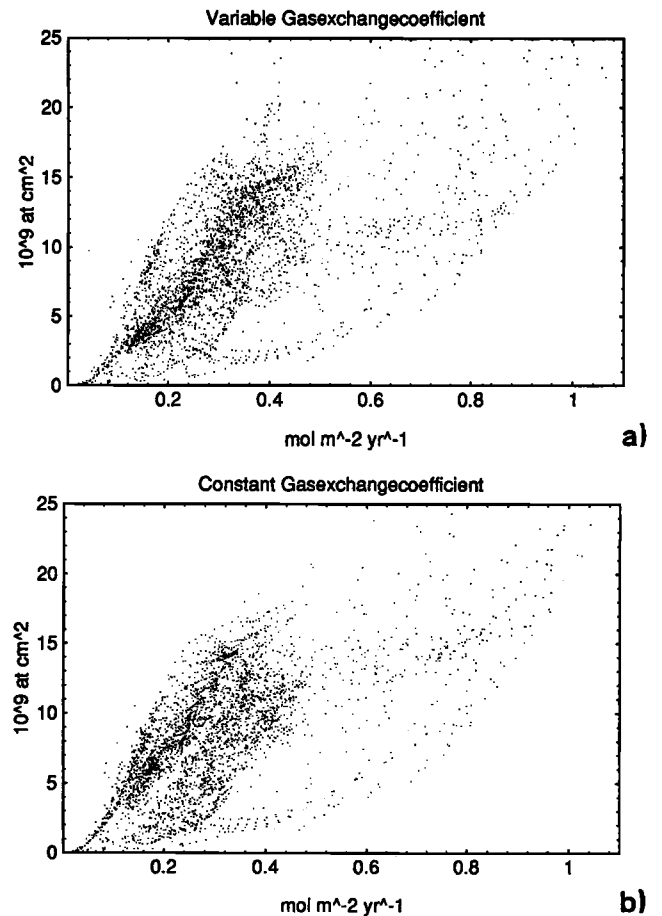 Variable Gasexchangecoefficient
25
20
15
10
5
0
10^9 at cm^2
0.2 0.4 0.6 0.8 1
mol m^-2 yr^-1
a)
Constant Gasexchangecoefficient
25
20
15
10
5
0
10^9 at cm^2
0.2 0.4 0.6 0.8 1
mol m^-2 yr^-1
b)